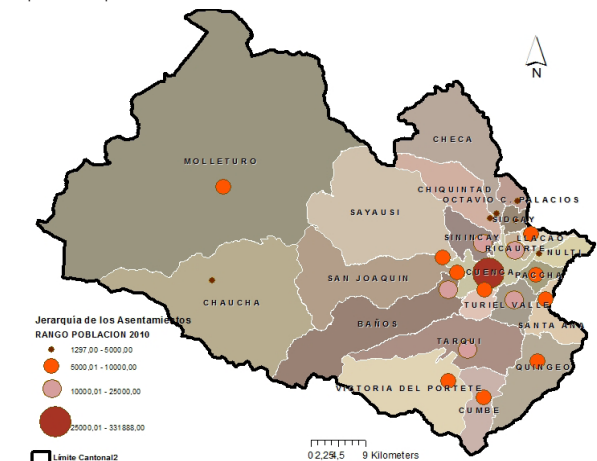 N
CHECA
MOLLETURO
CHIQUINTAD
OCTAVIO C. PALACIOS
SAYAUSI
SIDCAY
SININCAY
LLACAO
RICAURTE
NULTI
SAN JOAQUIN
CUENCA
PACCHA
CHAUCHA
TURI
EL VALLE
BAÑOS
SANTA ANA
TARQUI
QUINGEO
VICTORIA DEL PORTETE
CUMBE
Jerarquía de los Asentamientos
RANGO POBLACION 2010
1297,00 - 5000,00
5000,01 - 10000,00
10000,01 - 25000,00
25000,01 - 331888,00
Límite Cantonal2
0 2,25 4,5 9 Kilometers